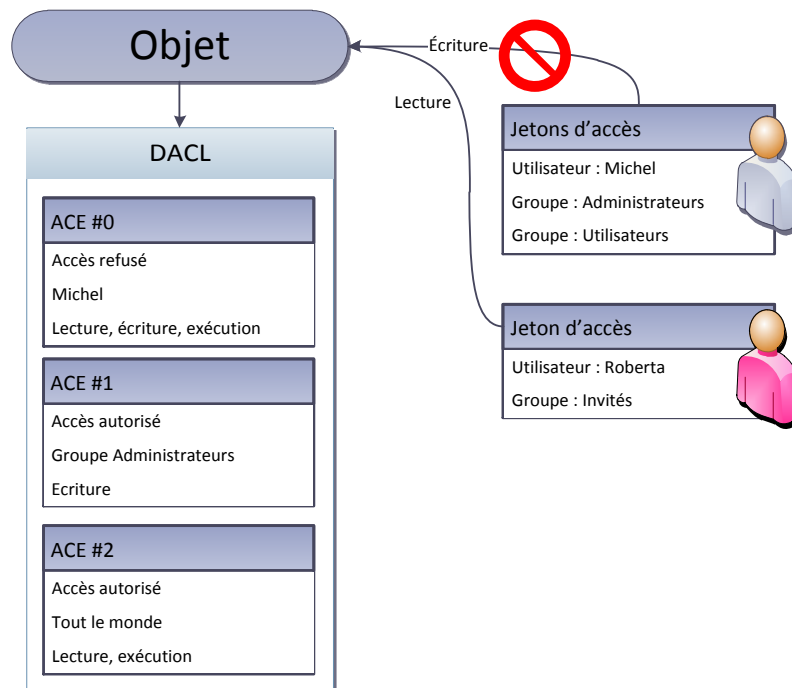 Objet
Écriture
Lecture
Jetons d’accès
Utilisateur : Michel
Groupe : Administrateurs
Groupe : Utilisateurs
Jeton d’accès
Utilisateur : Roberta
Groupe : Invités
DACL
ACE #0
Accès refusé
Michel
Lecture, écriture, exécution
ACE #1
Accès autorisé
Groupe Administrateurs
Ecriture
ACE #2
Accès autorisé
Tout le monde
Lecture, exécution